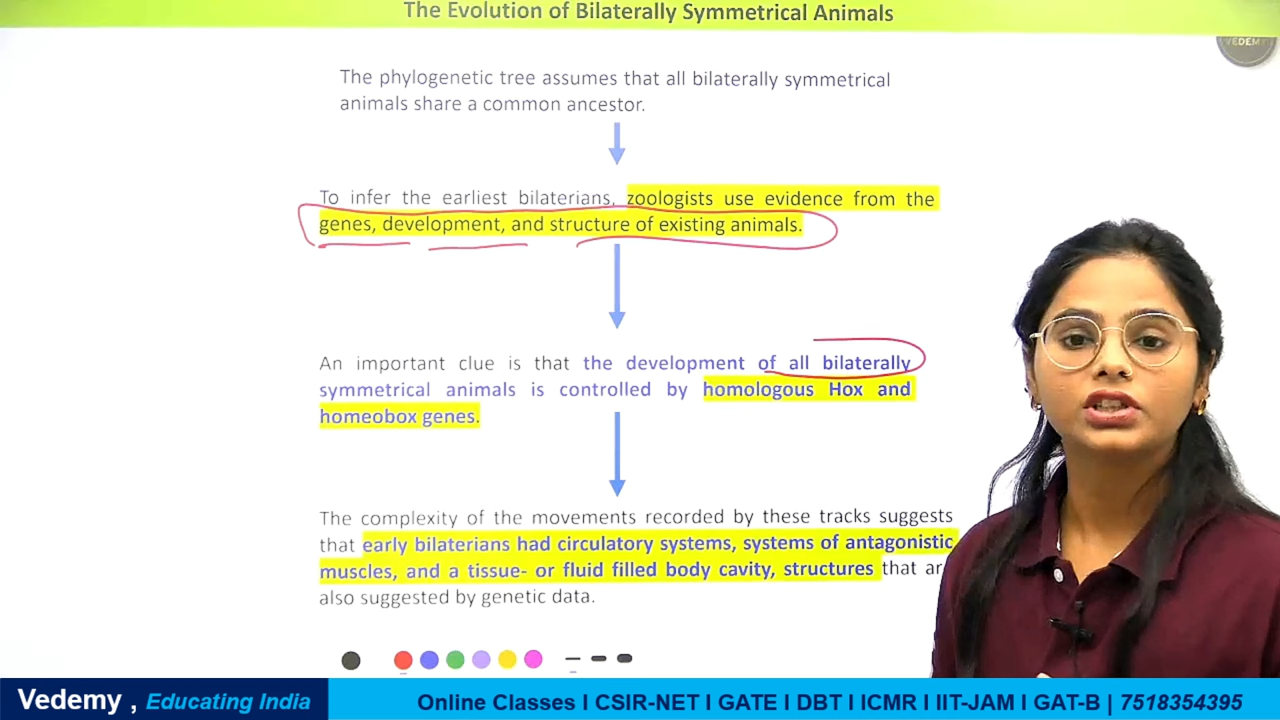 The Evolution of Bilaterally Symmetrical Animals
VEDEMY
The phylogenetic tree assumes that all bilaterally symmetrical
animals share a common ancestor.
To infer the earliest bilaterians, zoologists use evidence from the
genes, development, and structure of existing animals.
An important clue is that the development of all bilaterally
symmetrical animals is controlled by homologous Hox and
homeobox genes.
The complexity of the movements recorded by these tracks suggests
that early bilaterians had circulatory systems, systems of antagonistic
muscles, and a tissue- or fluid filled body cavity, structures that
also suggested by genetic data.
Vedemy , Educating India
Online Classes I CSIR-NET I GATE I DBT I ICMR I IIT-JAM I GAT-B | 7518354395